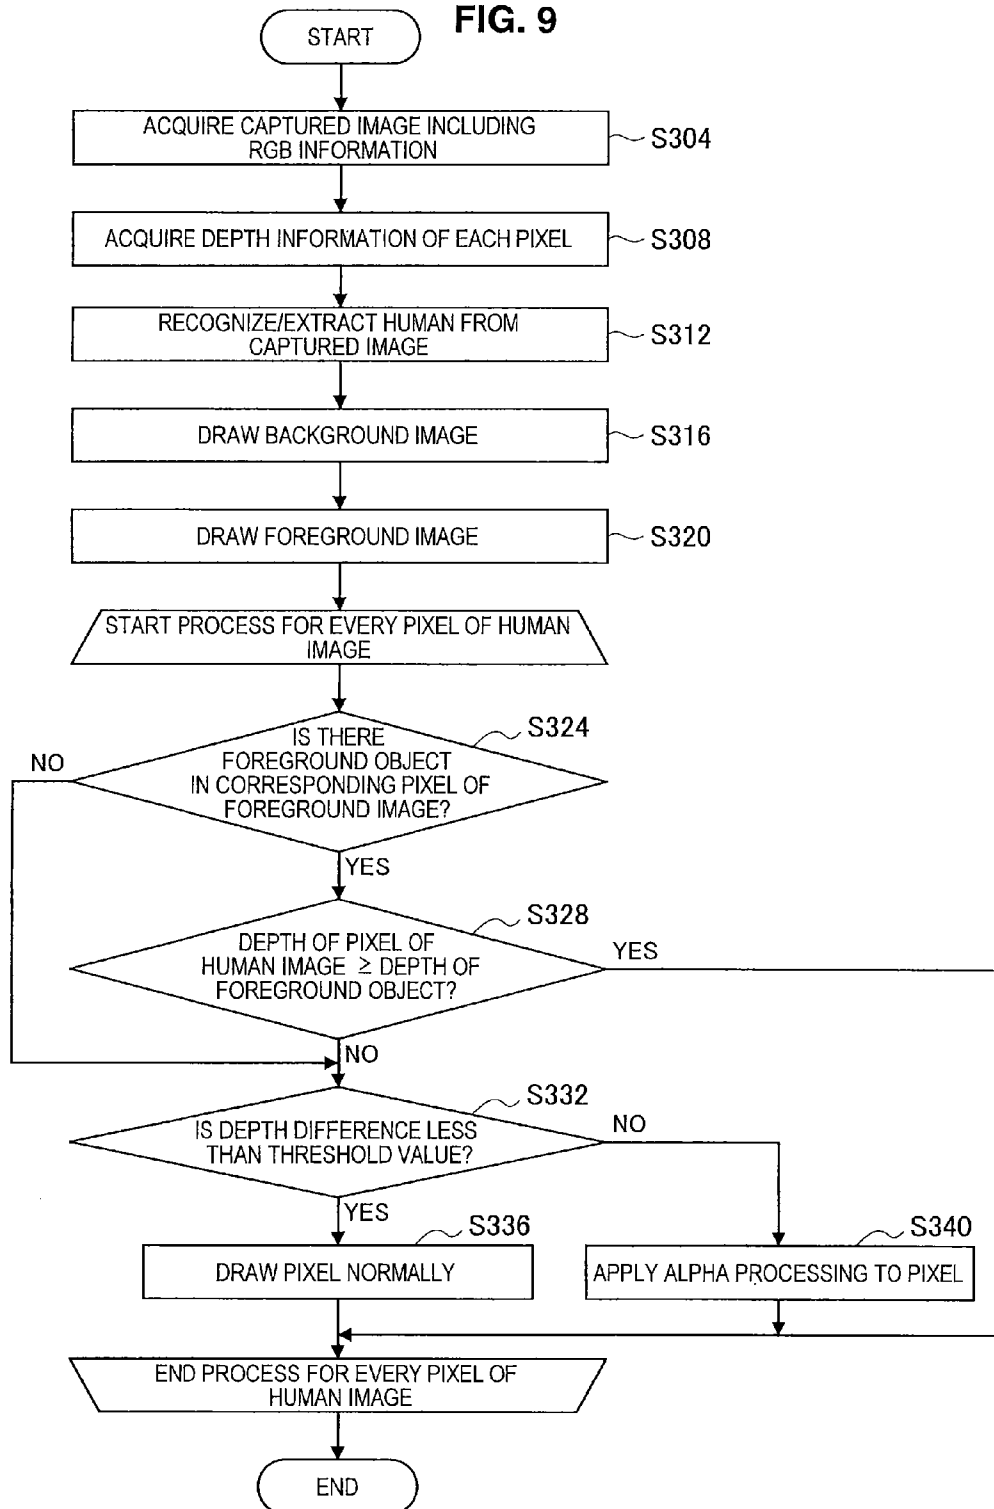 FIG. 9
START
ACQUIRE CAPTURED IMAGE INCLUDING
RGB INFORMATION
S304
ACQUIRE DEPTH INFORMATION OF EACH PIXEL
S308
RECOGNIZE/EXTRACT HUMAN FROM
CAPTURED IMAGE
S312
DRAW BACKGROUND IMAGE
S316
DRAW FOREGROUND IMAGE
S320
START PROCESS FOR EVERY PIXEL OF HUMAN
IMAGE
S324
IS THERE
FOREGROUND OBJECT
IN CORRESPONDING PIXEL OF
FOREGROUND IMAGE?
NO
YES
S328
DEPTH OF PIXEL OF
HUMAN IMAGE ≧ DEPTH OF
FOREGROUND OBJECT?
YES
NO
S332
IS DEPTH DIFFERENCE LESS
THAN THRESHOLD VALUE?
NO
YES
S336
DRAW PIXEL NORMALLY
S340
APPLY ALPHA PROCESSING TO PIXEL
END PROCESS FOR EVERY PIXEL OF
HUMAN IMAGE
END